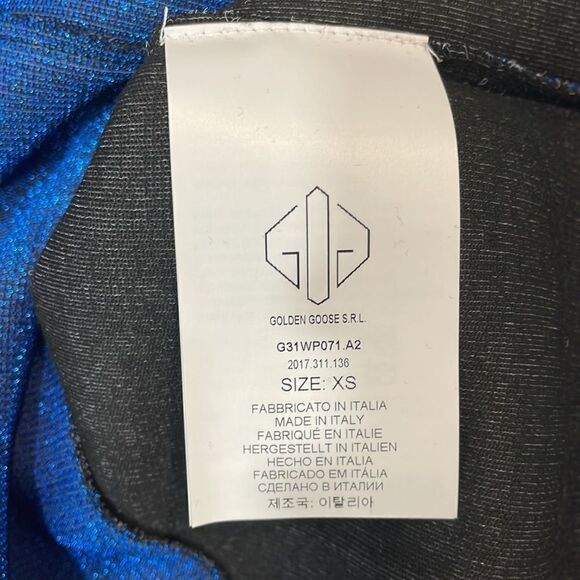 GOLDEN GOOSE S.R.L.
G31WP071.A2
2017.311.136
SIZE: XS
FABBRICATO IN ITALIA
MADE IN ITALY
FABRIQUÉ EN ITALIE
HERGESTELLT IN ITALIEN
HECHO EN ITALIA
FABRICADO EM ITÁLIA
СДЕЛАНО В ИТАЛИИ
제조국: 이탈리아